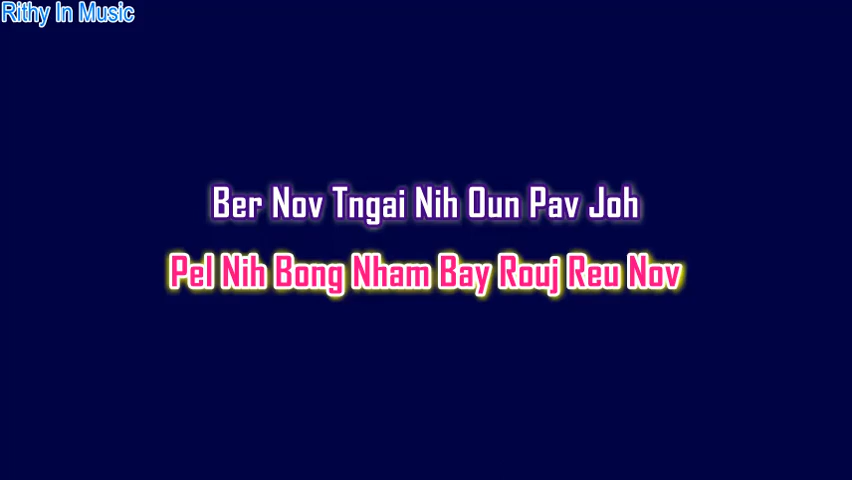 Rithy In Music
Ber Nov Tngai Nih Oun Pav Joh
Pel Nih Bong Nham Bay Rouj Reu Nov